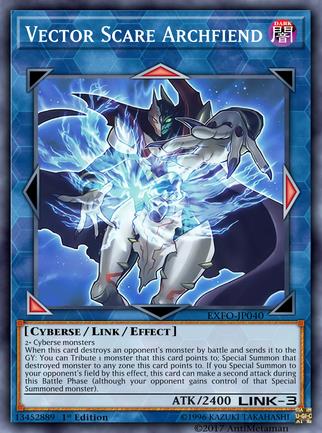 VECTOR SCARE ARCHFIEND
DARK
闇
EXFO-JP040
[CYBERSE / LINK / EFFECT]
2+ Cyberse monsters
When this card destroys an opponent's monster by battle and sends it to the
GY: You can Tribute 1 monster that this card points to; Special Summon that
destroyed monster to any zone this card points to. If you Special Summon to
your opponent's field by this effect, this card can make a second attack during
this Battle Phase (although your opponent gains control of that Special
Summoned monster).
ATK/2400 LINK-3
13452889 1st Edition ©1996 KAZUKI TAKAHASHI
©2017 AntiMetaman